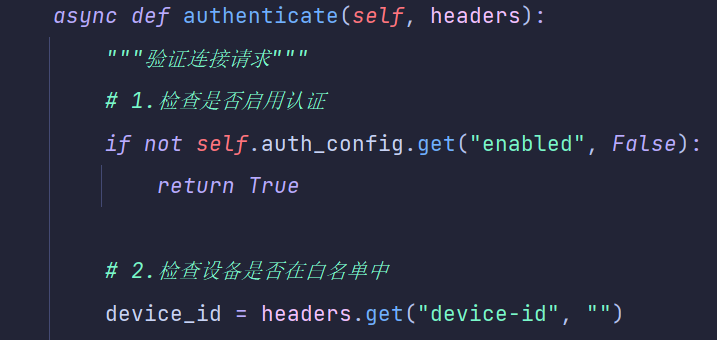 async def authenticate(self, headers):
"""验证连接请求"""
# 1.检查是否启用认证
if not self.auth_config.get("enabled", False):
return True
# 2.检查设备是否在白名单中
device_id = headers.get("device-id", "")